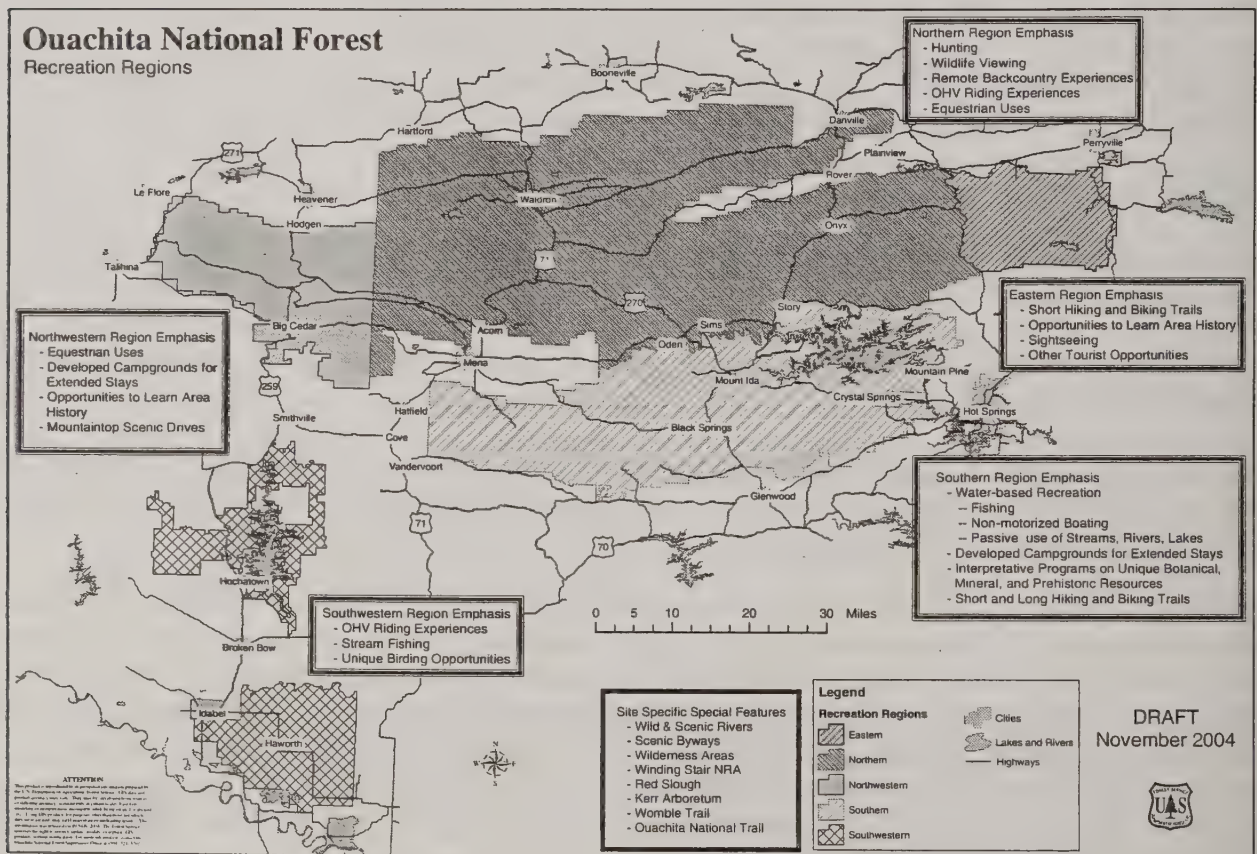 Ouachita National Forest
Recreation Regions
Northern Region Emphasis
- Hunting
- Wildlife Viewing
- Remote Backcountry Experiences
- OHV Riding Experiences
- Equestrian Uses
Booneville
Danville
Hartford
Perryville
Plainview
271
Rover
Le Flore
Heavener
Waldron
Hodgen
Onyx
71
Talihina
270
Story
Eastern Region Emphasis
- Short Hiking and Biking Trails
- Opportunities to Learn Area History
- Sightseeing
- Other Tourist Opportunities
Northwestern Region Emphasis
- Equestrian Uses
- Developed Campgrounds for
Extended Stays
- Opportunities to Learn Area
History
- Mountaintop Scenic Drives
Big Cedar
Acorn
Sims
Oden
Mena
Mount Ida
Mountain Pine
259
Crystal Springs
Hatfield
Hot Springs
Smithville
Black Springs
Cove
Vandervoort
Glenwood
Southern Region Emphasis
- Water-based Recreation
- Fishing
- Non-motorized Boating
- Passive use of Streams, Rivers, Lakes
- Developed Campgrounds for Extended Stays
- Interpretative Programs on Unique Botanical,
Mineral, and Prehistoric Resources
- Short and Long Hiking and Biking Trails
71
70
Hochatown
Southwestern Region Emphasis
- OHV Riding Experiences
- Stream Fishing
- Unique Birding Opportunities
0 5 10 20 30 Miles
Broken Bow
Idabel
Haworth
N
Site Specific Special Features
- Wild & Scenic Rivers
- Scenic Byways
- Wilderness Areas
- Winding Stair NRA
- Red Slough
- Kerr Arboretum
- Womble Trail
- Ouachita National Trail
Legend
Recreation Regions
Eastern
Northern
Northwestern
Southern
Southwestern
Cities
Lakes and Rivers
Highways
DRAFT
November 2004
FOREST SERVICE
U S
ATTENTION